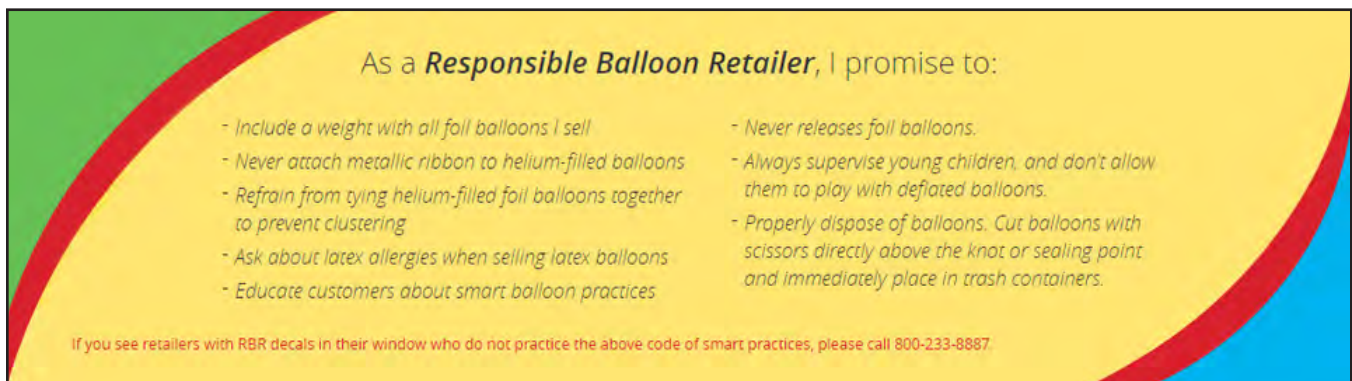 As a Responsible Balloon Retailer, I promise to:
- Include a weight with all foil balloons I sell
- Never attach metallic ribbon to helium-filled balloons
- Refrain from tying helium-filled foil balloons together
to prevent clustering
- Ask about latex allergies when selling latex balloons
- Educate customers about smart balloon practices
- Never releases foil balloons.
- Always supervise young children, and don't allow
them to play with deflated balloons.
- Properly dispose of balloons. Cut balloons with
scissors directly above the knot or sealing point
and immediately place in trash containers.
If you see retailers with RBR decals in their window who do not practice the above code of smart practices, please call 800-233-8887